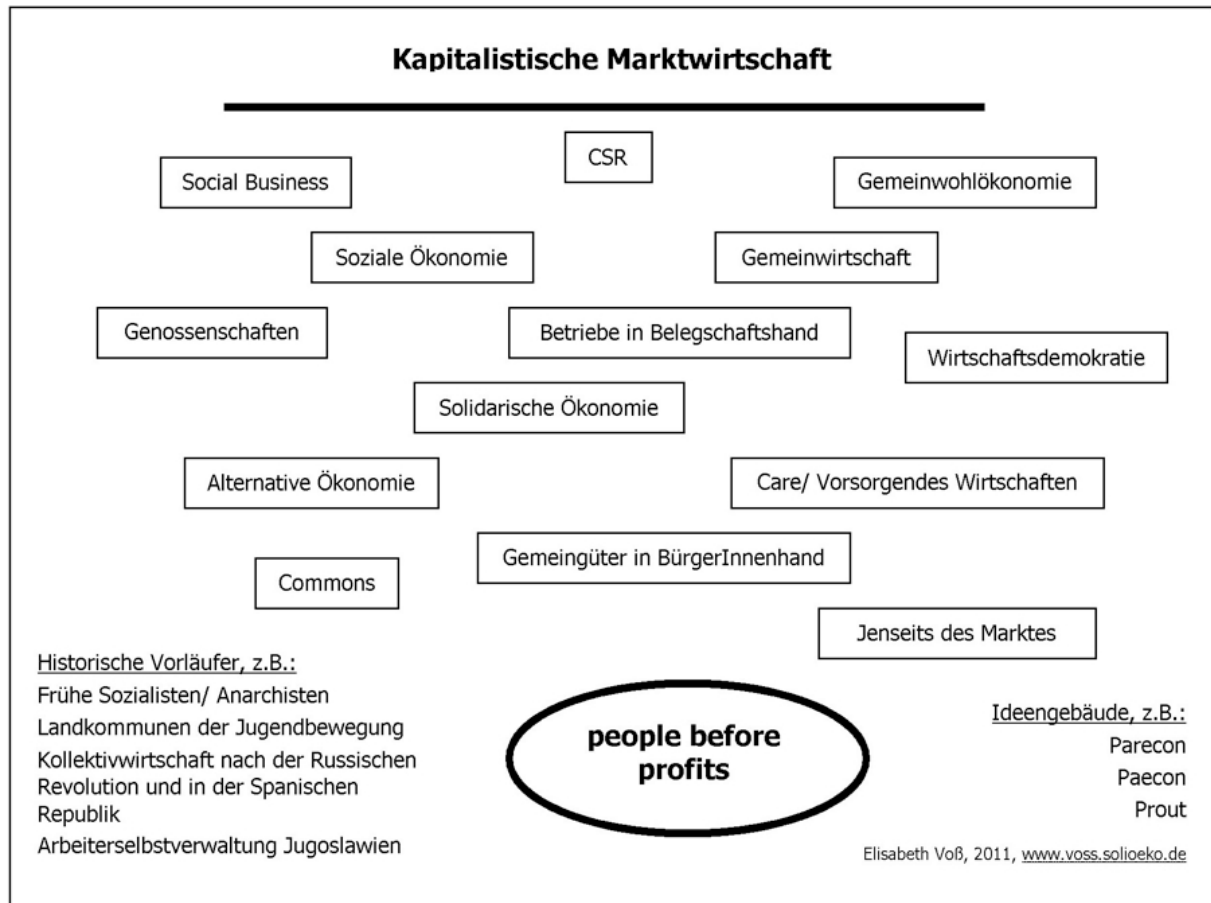 Kapitalistische Marktwirtschaft
CSR
Social Business
Gemeinwohlökonomie
Soziale Ökonomie
Gemeinwirtschaft
Genossenschaften
Betriebe in Belegschaftshand
Wirtschaftsdemokratie
Solidarische Ökonomie
Alternative Ökonomie
Care/ Vorsorgendes Wirtschaften
Gemeingüter in BürgerInnenhand
Commons
Jenseits des Marktes
Historische Vorläufer, z.B.:
Frühe Sozialisten/ Anarchisten
Landkommunen der Jugendbewegung
Kollektivwirtschaft nach der Russischen
Revolution und in der Spanischen
Republik
Arbeiterselbstverwaltung Jugoslawien
people before
profits
Ideengebäude, z.B.:
Parecon
Paecon
Prout
Elisabeth Voß, 2011, www.voss.solioeko.de